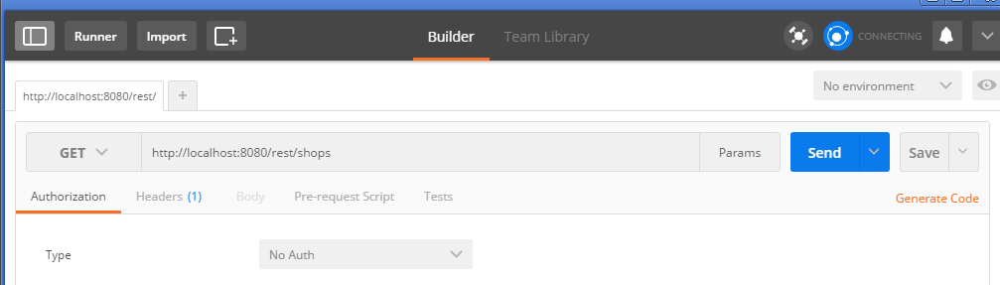 Runner Import Builder Team Library CONNECTING
http://localhost:8080/rest/ + No environment
GET http://localhost:8080/rest/shops Params Send Save
Authorization Headers (1) Body Pre-request Script Tests Generate Code
Type No Auth